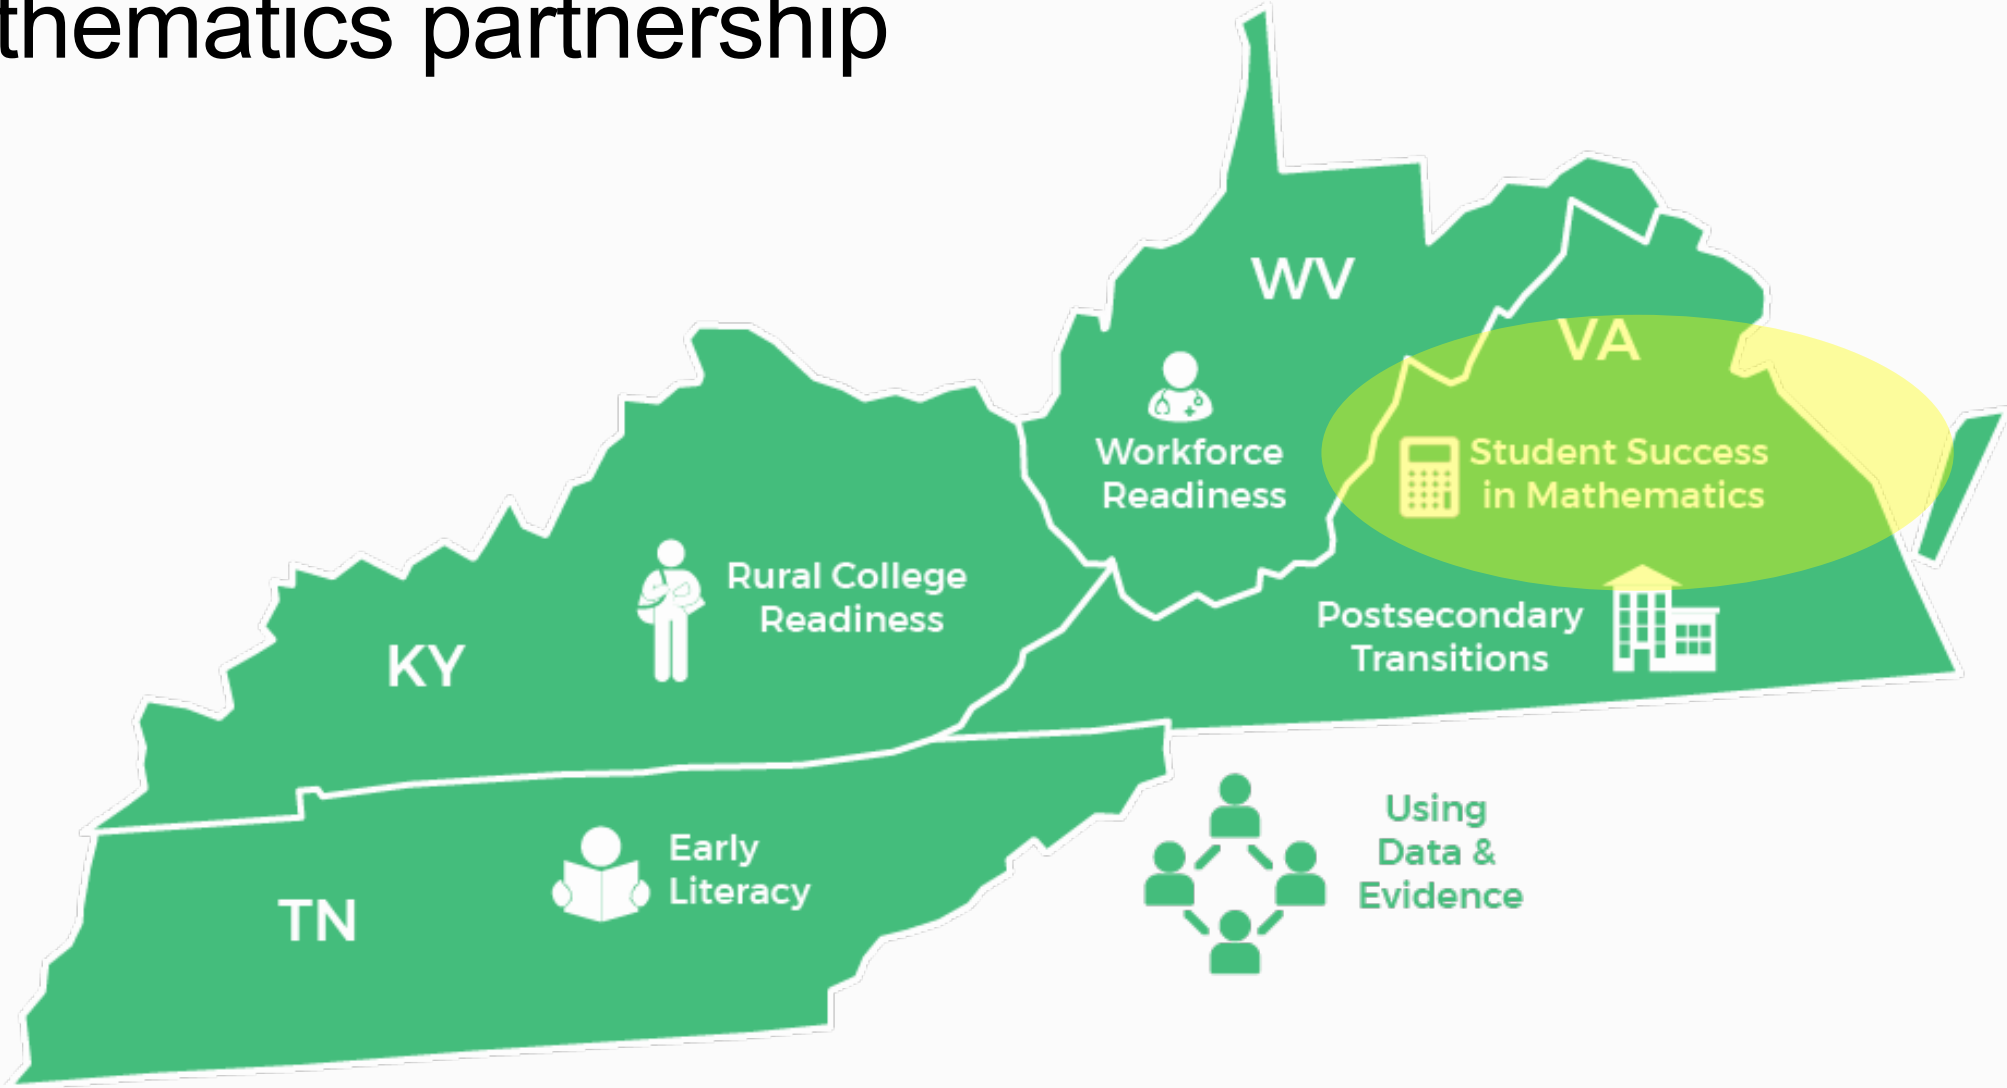 thematics partnership
WV
VA
Workforce
Readiness
Student Success
in Mathematics
Rural College
Readiness
KY
Postsecondary
Transitions
Early
Literacy
TN
Using
Data &
Evidence